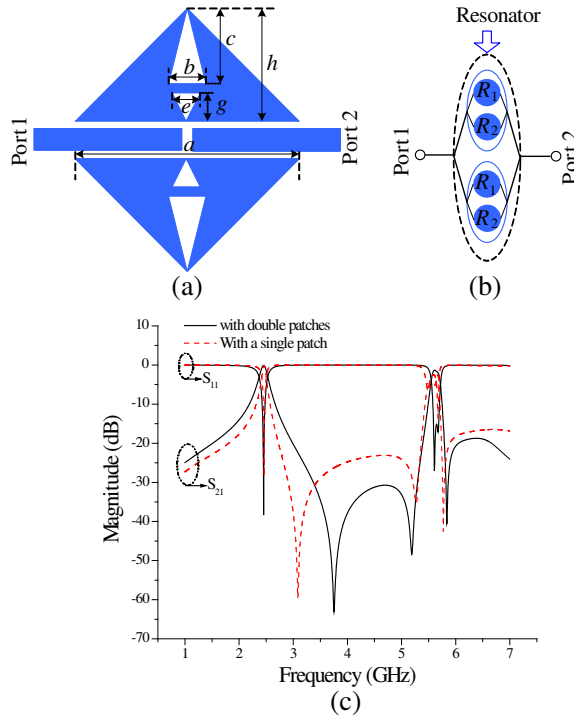 c
h
b
e
g
Port 1
Port 2
a
(a)
Resonator
R1
R2
Port 1
R1
R2
(b)
with double patches
With a single patch
S11
S21
10
0
-10
-20
-30
-40
-50
-60
-70
Magnitude (dB)
1
2
3
4
5
6
7
Frequency (GHz)
(c)